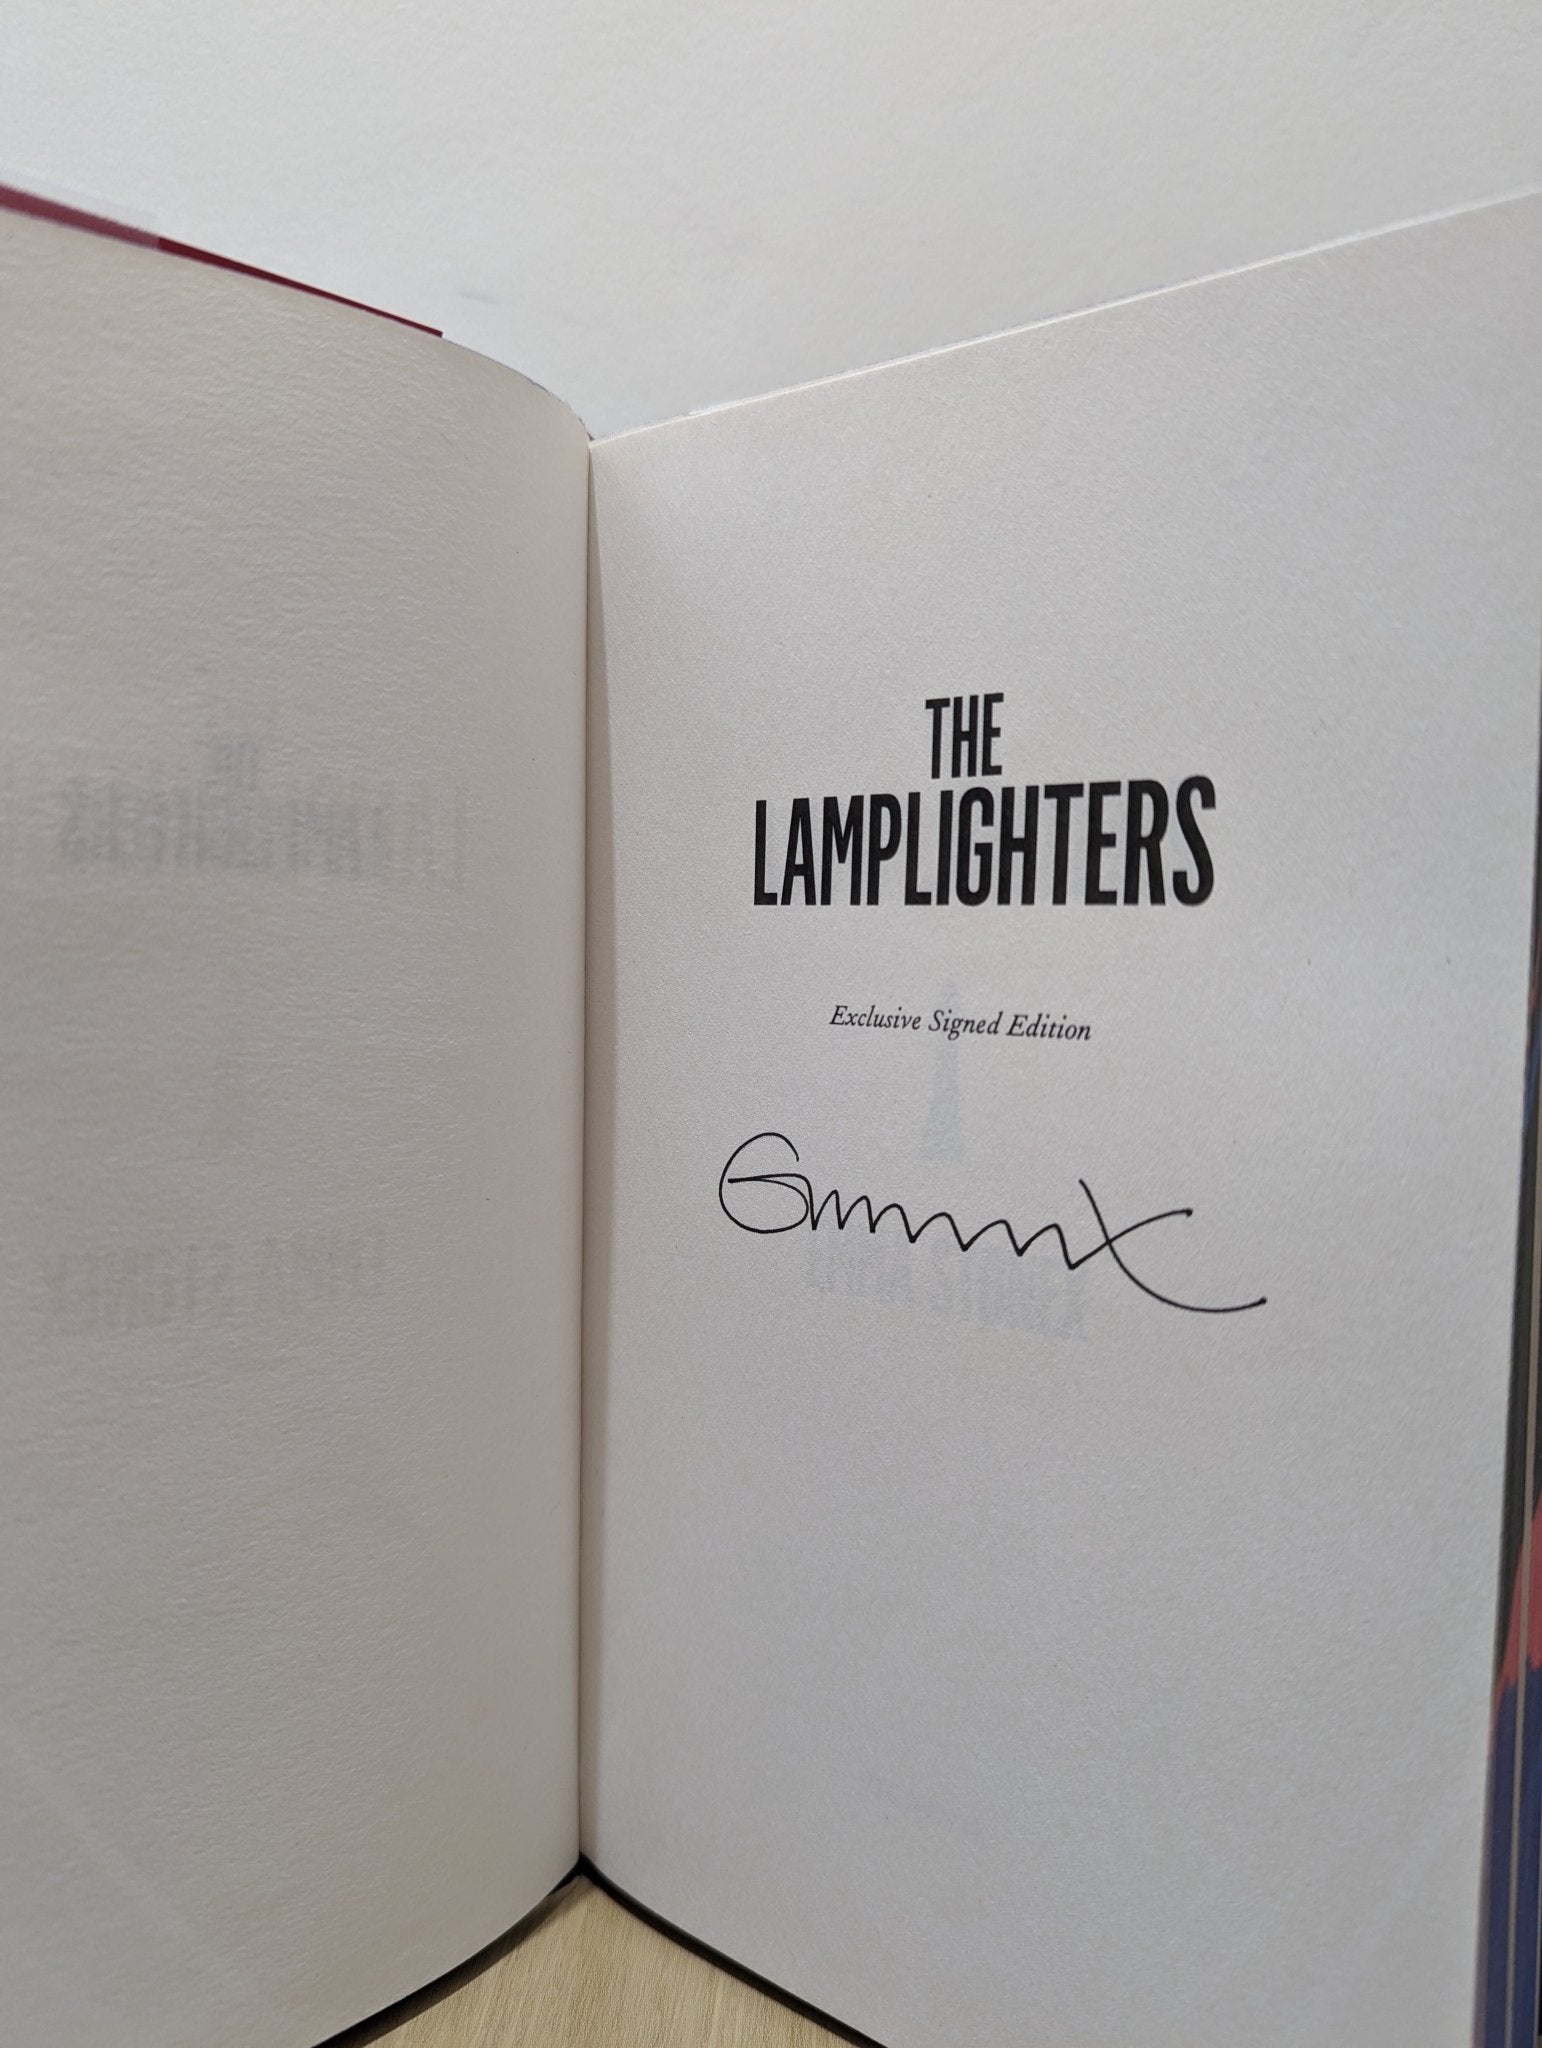 THE
LAMPLIGHTERS
Exclusive Signed Edition